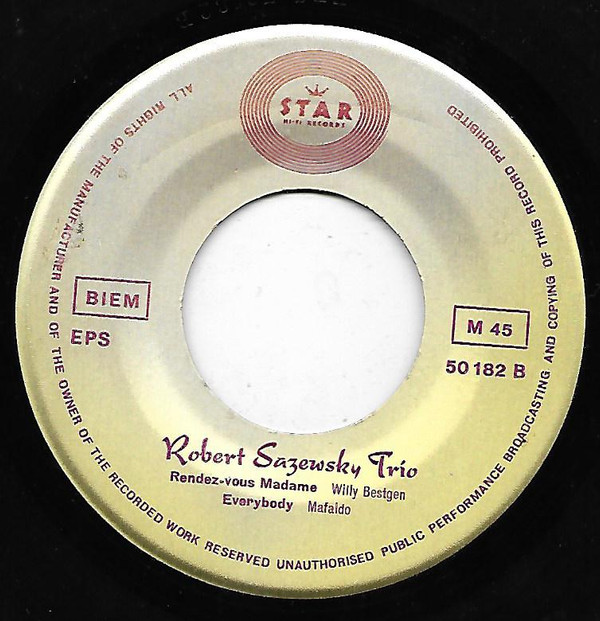 STAR
HI-FI RECORDS
ALL RIGHTS OF THE MANUFACTURER AND OF THE OWNER OF THE RECORDED WORK RESERVED UNAUTHORISED PUBLIC PERFORMANCE BROADCASTING AND COPYING OF THIS RECORD PROHIBITED
BIEM
EPS
M 45
50 182 B
Robert Sazewsky Trio
Rendez-vous Madame Willy Bestgen
Everybody Mafaldo